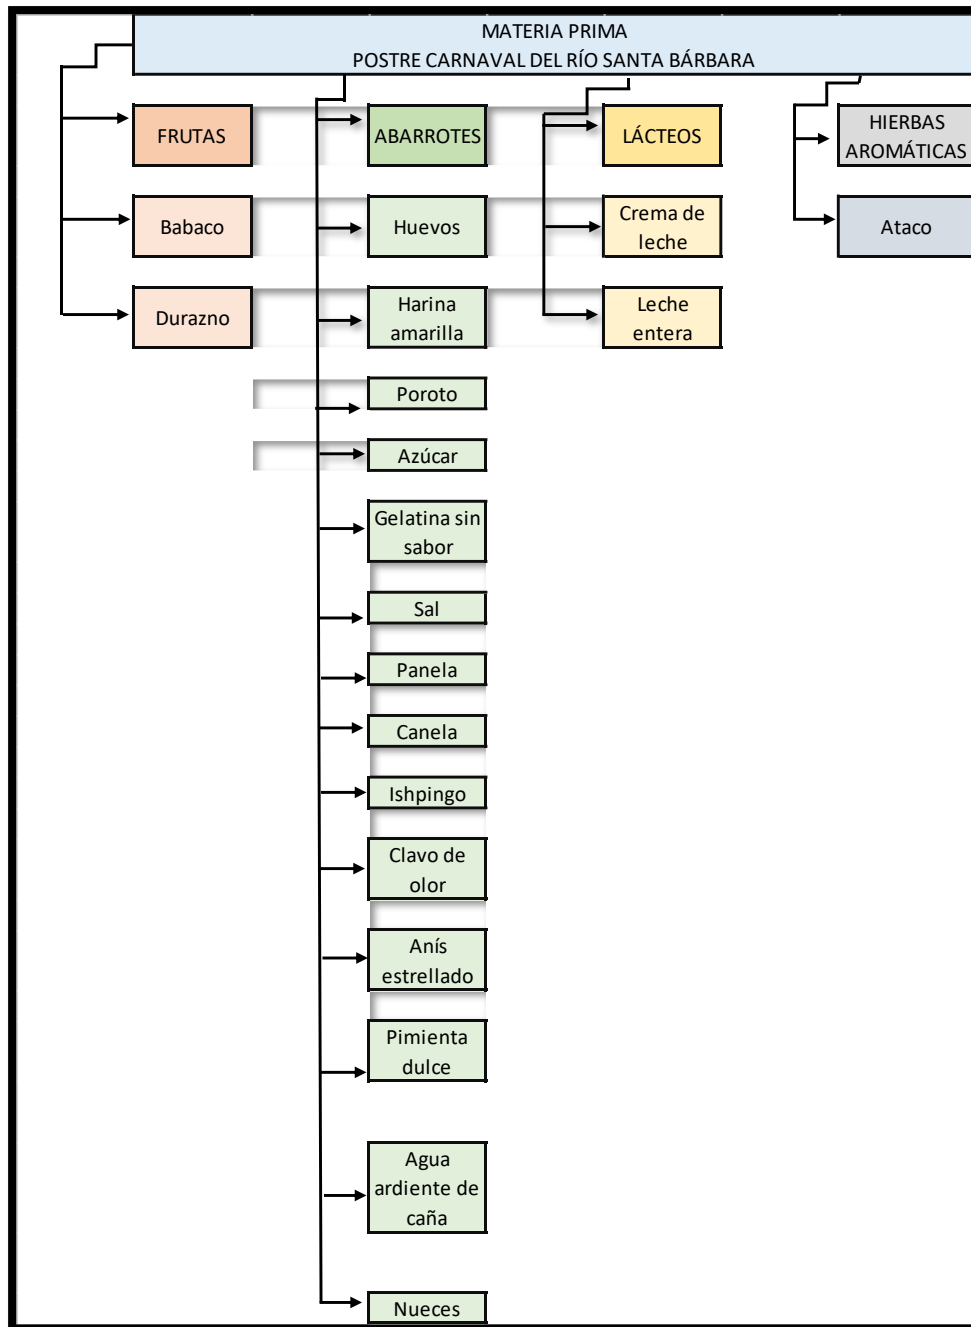 MATERIA PRIMA
POSTRE CARNAVAL DEL RÍO SANTA BÁRBARA
FRUTAS
ABARROTES
LÁCTEOS
HIERBAS
AROMÁTICAS
Babaco
Huevos
Crema de
leche
Ataco
Durazno
Harina
amarilla
Leche
entera
Poroto
Azúcar
Gelatina sin
sabor
Sal
Panela
Canela
Ishpingo
Clavo de
olor
Anís
estrellado
Pimienta
dulce
Agua
ardiente de
caña
Nueces